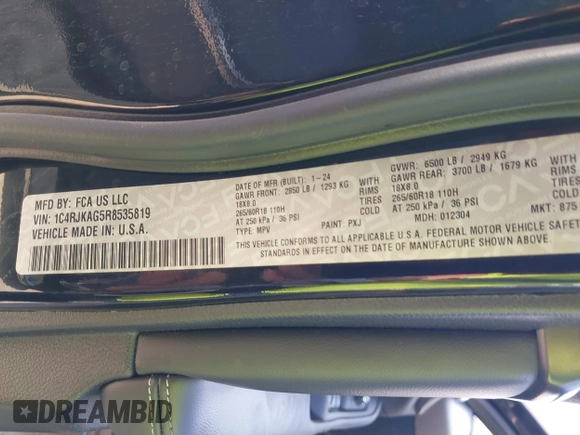 MFD BY: FCA US LLC
VIN: 1C4RJKAG5R8535819
VEHICLE MADE IN: U.S.A.
DATE OF MFR (BUILT): 1-24
GAWR FRONT: 2850 LB / 1293 KG WITH
18X8.0 RIMS
265/60R18 110H TIRES
AT 250 kPa / 36 PSI COLD
TYPE: MPV PAINT: PXJ
GVWR: 6500 LB / 2949 KG
GAWR REAR: 3700 LB / 1679 KG WITH
18X8.0 RIMS
265/60R18 110H TIRES
AT 250 kPa / 36 PSI COLD
MDH: 012304 MKT: 875
THIS VEHICLE CONFORMS TO ALL APPLICABLE U.S.A. FEDERAL MOTOR VEHICLE SAFETY
STANDARDS IN EFFECT ON THE DATE OF MANUFACTURE SHOWN ABOVE.
DREAMBID